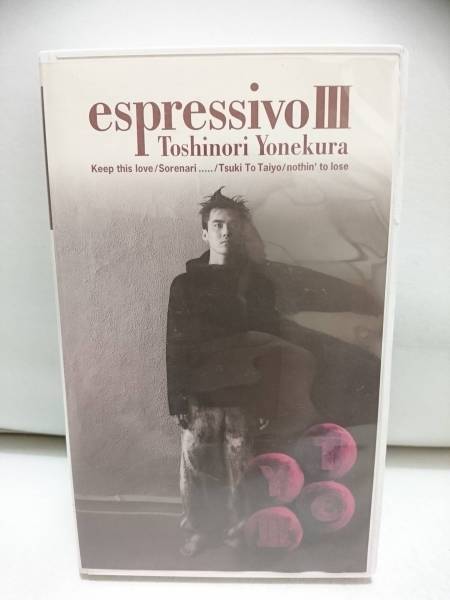 espressivo III
Toshinori Yonekura
Keep this love/Sorenari...../Tsuki To Taiyo/nothin' to lose
T
Y O